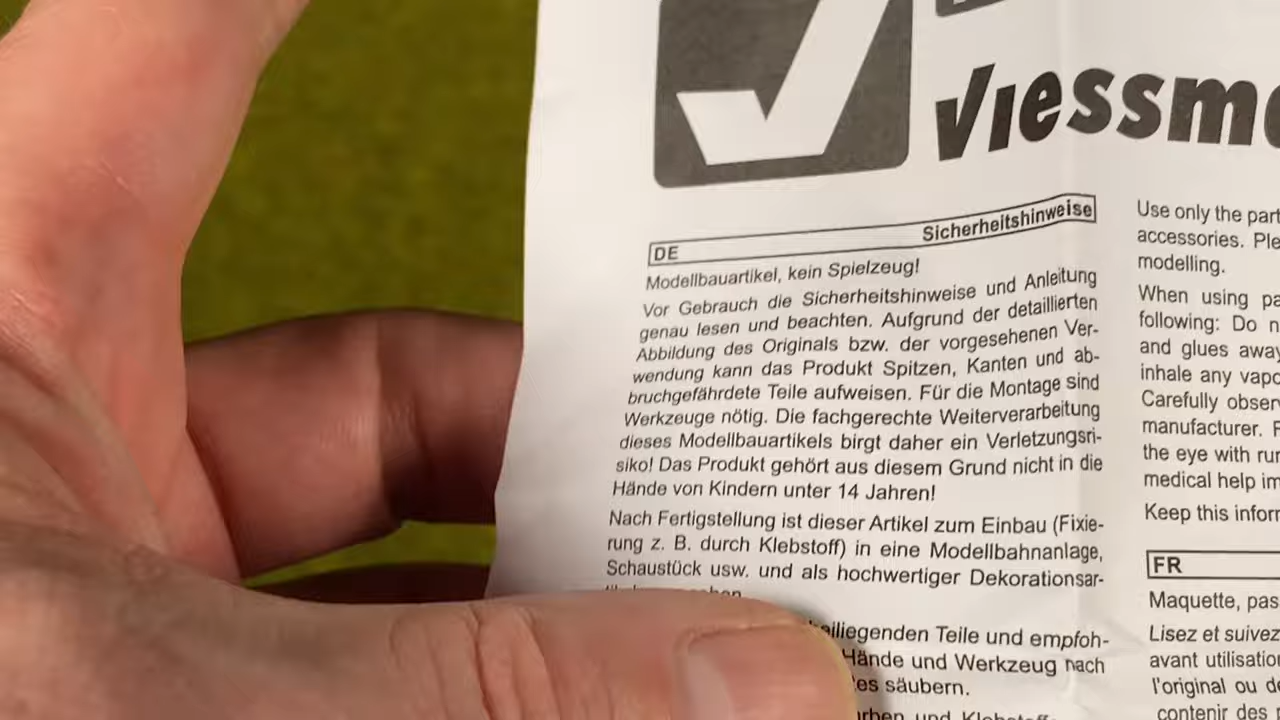 Viessm
DE Sicherheitshinweise
Modellbauartikel, kein Spielzeug!
Vor Gebrauch die Sicherheitshinweise und Anleitung
genau lesen und beachten. Aufgrund der detaillierten
Abbildung des Originals bzw. der vorgesehenen Ver-
wendung kann das Produkt Spitzen, Kanten und ab-
bruchgefährdete Teile aufweisen. Für die Montage sind
Werkzeuge nötig. Die fachgerechte Weiterverarbeitung
dieses Modellbauartikels birgt daher ein Verletzungsri-
siko! Das Produkt gehört aus diesem Grund nicht in die
Hände von Kindern unter 14 Jahren!
Nach Fertigstellung ist dieser Artikel zum Einbau (Fixie-
rung z. B. durch Klebstoff) in eine Modellbahnanlage,
Schaustück usw. und als hochwertiger Dekorationsar-
eiliegenden Teile und empfoh-
Hände und Werkzeug nach
es säubern.
und
Use only the part
accessories. Ple
modelling.
When using pa
following: Do n
and glues away
inhale any vapo
Carefully obser
manufacturer. F
the eye with run
medical help im
Keep this inforr
FR
Maquette, pas
Lisez et suivez
avant utilisation
l'original ou de
contenir des